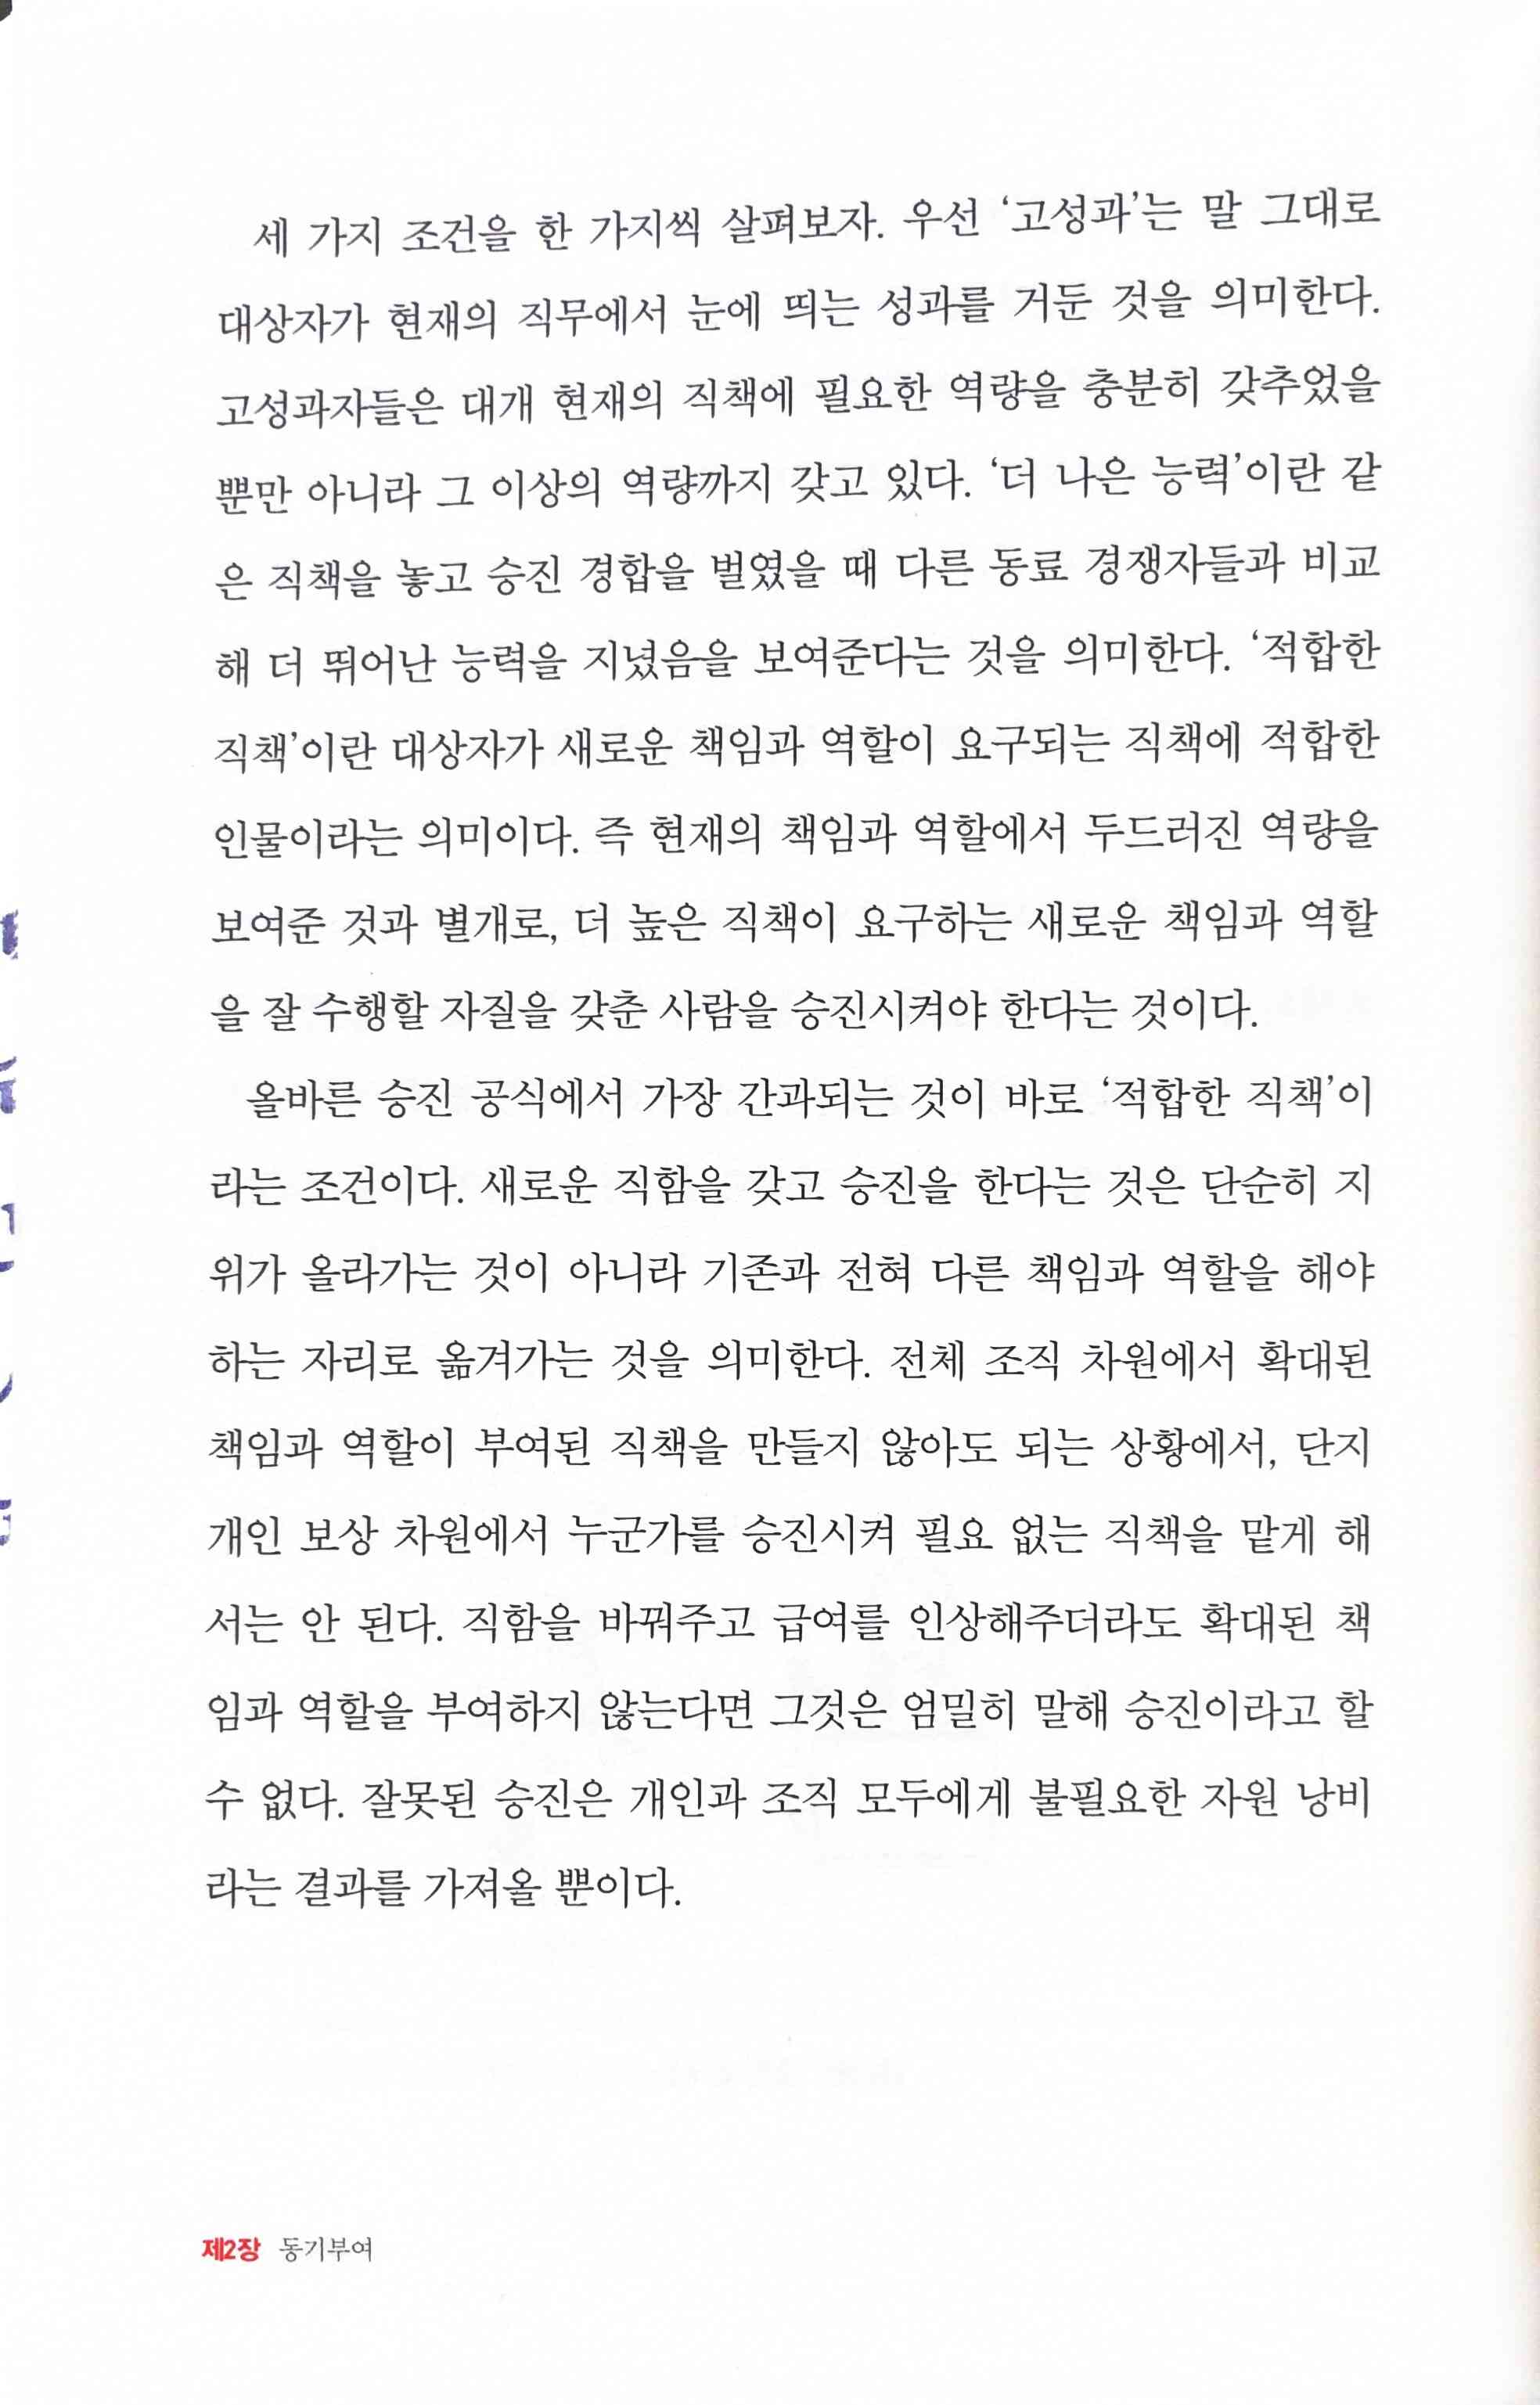 세 가지 조건을 한 가지씩 살펴보자. 우선 ‘고성과’는 말 그대로
대상자가 현재의 직무에서 눈에 띄는 성과를 거둔 것을 의미한다.
고성과자들은 대개 현재의 직책에 필요한 역량을 충분히 갖추었을
뿐만 아니라 그 이상의 역량까지 갖고 있다. ‘더 나은 능력’이란 같
은 직책을 놓고 승진 경합을 벌였을 때 다른 동료 경쟁자들과 비교
해 더 뛰어난 능력을 지녔음을 보여준다는 것을 의미한다. ‘적합한
직책’이란 대상자가 새로운 책임과 역할이 요구되는 직책에 적합한
인물이라는 의미이다. 즉 현재의 책임과 역할에서 두드러진 역량을
보여준 것과 별개로, 더 높은 직책이 요구하는 새로운 책임과 역할
을 잘 수행할 자질을 갖춘 사람을 승진시켜야 한다는 것이다.
올바른 승진 공식에서 가장 간과되는 것이 바로 ‘적합한 직책’이
라는 조건이다. 새로운 직함을 갖고 승진을 한다는 것은 단순히 지
위가 올라가는 것이 아니라 기존과 전혀 다른 책임과 역할을 해야
하는 자리로 옮겨가는 것을 의미한다. 전체 조직 차원에서 확대된
책임과 역할이 부여된 직책을 만들지 않아도 되는 상황에서, 단지
개인 보상 차원에서 누군가를 승진시켜 필요 없는 직책을 맡게 해
서는 안 된다. 직함을 바꿔주고 급여를 인상해주더라도 확대된 책
임과 역할을 부여하지 않는다면 그것은 엄밀히 말해 승진이라고 할
수 없다. 잘못된 승진은 개인과 조직 모두에게 불필요한 자원 낭비
라는 결과를 가져올 뿐이다.
제2장 동기부여